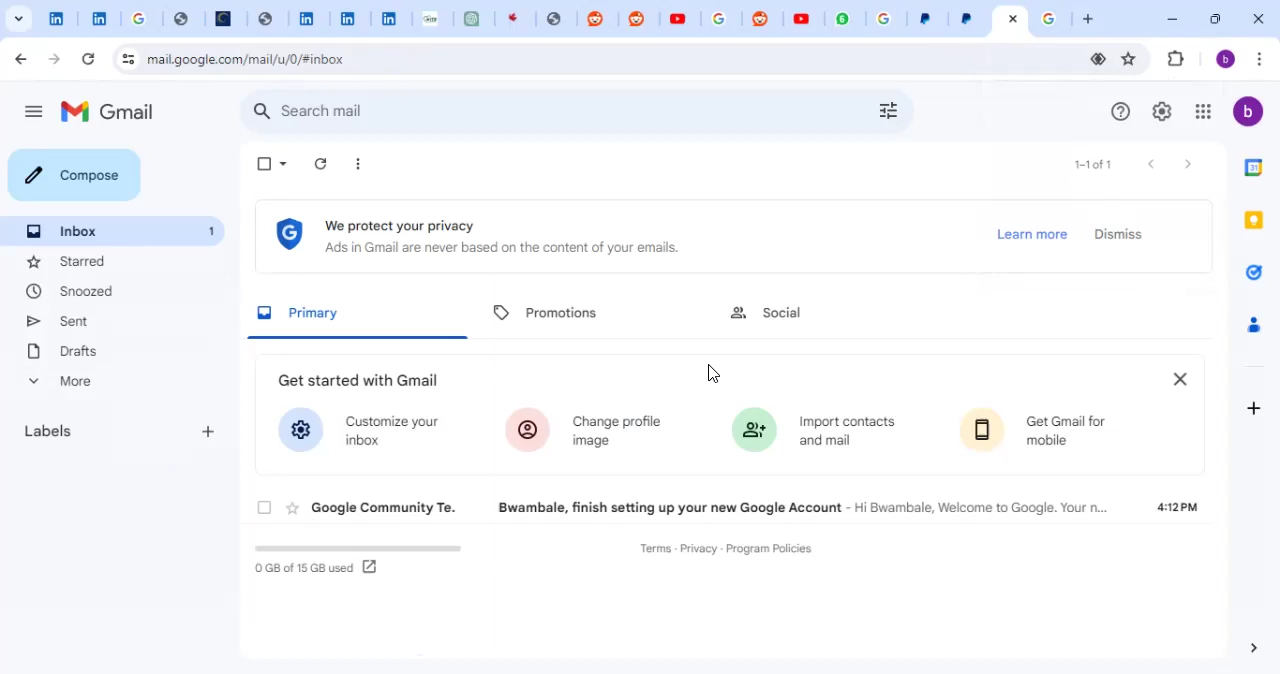 mail.google.com/mail/u/0/#inbox
b
Gmail
Search mail
b
Compose
1–1 of 1
31
Inbox 1
Starred
Snoozed
Sent
Drafts
More
Labels
We protect your privacy
Ads in Gmail are never based on the content of your emails.
Learn more
Dismiss
Primary
Promotions
Social
Get started with Gmail
Customize your
inbox
Change profile
image
Import contacts
and mail
Get Gmail for
mobile
Google Community Te. Bwambale, finish setting up your new Google Account - Hi Bwambale, Welcome to Google. Your n... 4:12 PM
Terms · Privacy · Program Policies
0 GB of 15 GB used